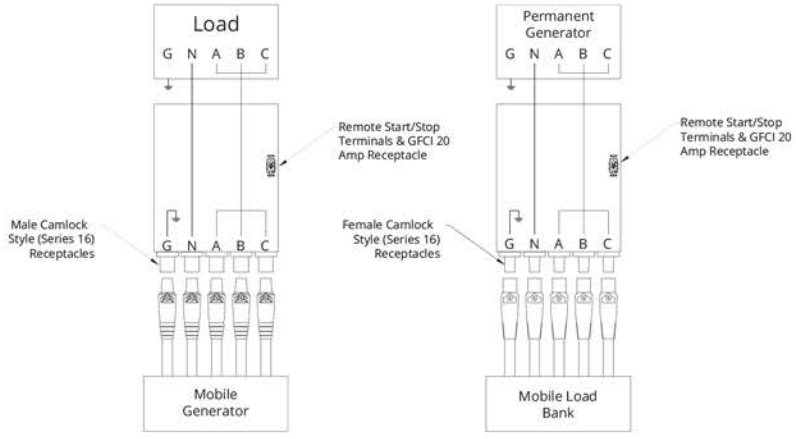 Load
G N A B C
Remote Start/Stop
Terminals & GFCI 20
Amp Receptacle
Male Camlock
Style (Series 16)
Receptacles
G N A B C
Mobile
Generator
Permanent
Generator
G N A B C
Remote Start/Stop
Terminals & GFCI 20
Amp Receptacle
Female Camlock
Style (Series 16)
Receptacles
G N A B C
Mobile Load
Bank